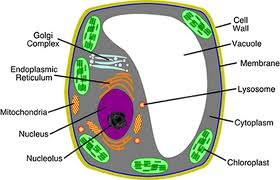 Golgi
Complex
Endoplasmic
Reticulum
Mitochondria
Nucleus
Nucleolus
Cell
Wall
Vacuole
Membrane
Lysosome
Cytoplasm
Chloroplast